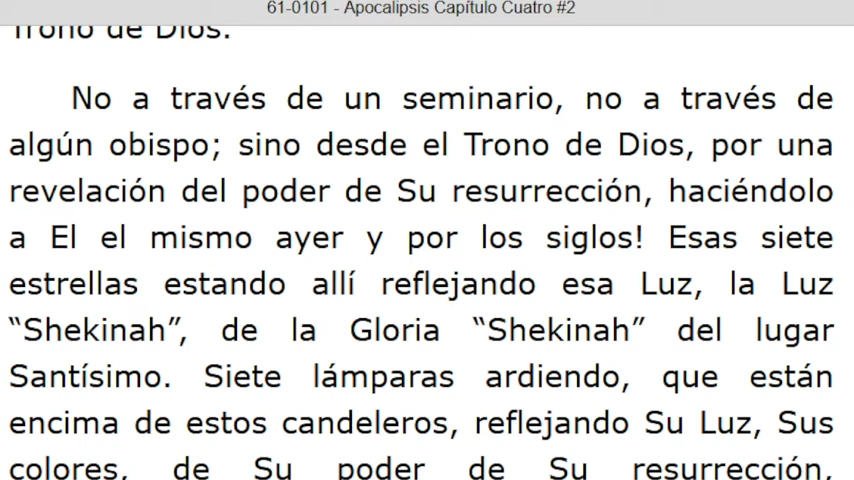 61-0101 - Apocalipsis Capítulo Cuatro #2
Trono de Dios.
No a través de un seminario, no a través de
algún obispo; sino desde el Trono de Dios, por una
revelación del poder de Su resurrección, haciéndolo
a El el mismo ayer y por los siglos! Esas siete
estrellas estando allí reflejando esa Luz, la Luz
“Shekinah”, de la Gloria “Shekinah” del lugar
Santísimo. Siete lámparas ardiendo, que están
encima de estos candeleros, reflejando Su Luz, Sus
colores, de Su poder de Su resurrección,